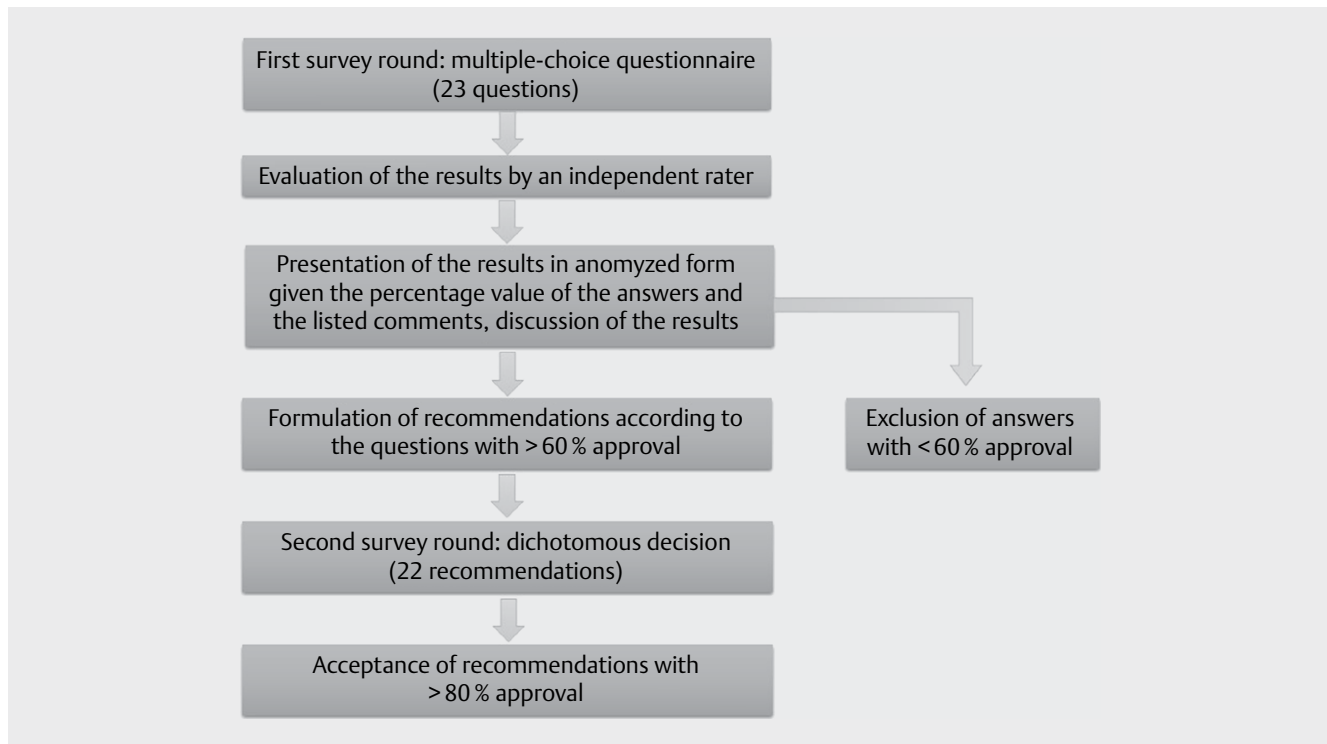 First survey round: multiple-choice questionnaire
(23 questions)
Evaluation of the results by an independent rater
Presentation of the results in anomyzed form
given the percentage value of the answers and
the listed comments, discussion of the results
Formulation of recommendations according to
the questions with > 60 % approval
Exclusion of answers
with < 60 % approval
Second survey round: dichotomous decision
(22 recommendations)
Acceptance of recommendations with
> 80 % approval